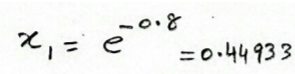 x₁ = e^{-0.8} = 0.44933